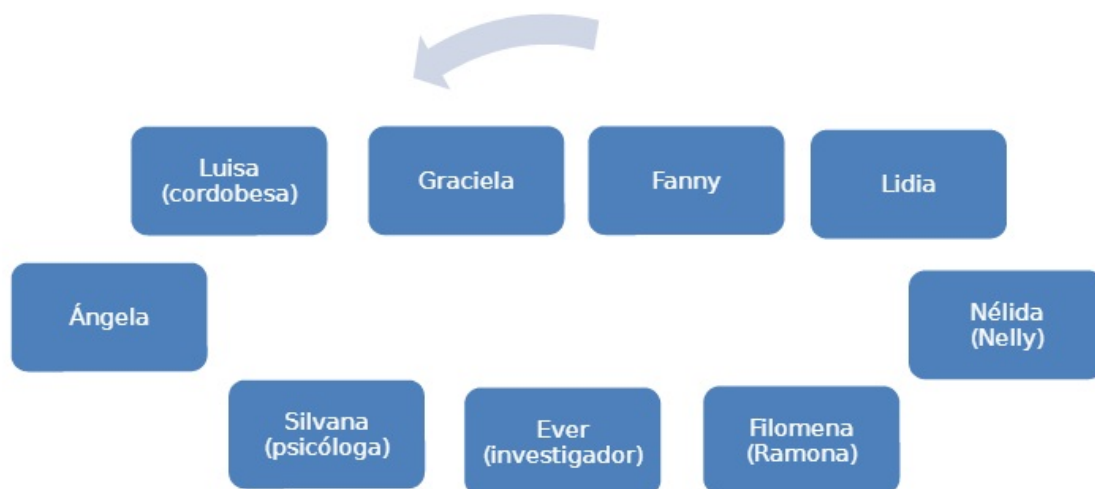 Luisa
(cordobesa)
Graciela
Fanny
Lidia
Ángela
Nélida
(Nelly)
Silvana
(psicóloga)
Ever
(investigador)
Filomena
(Ramona)